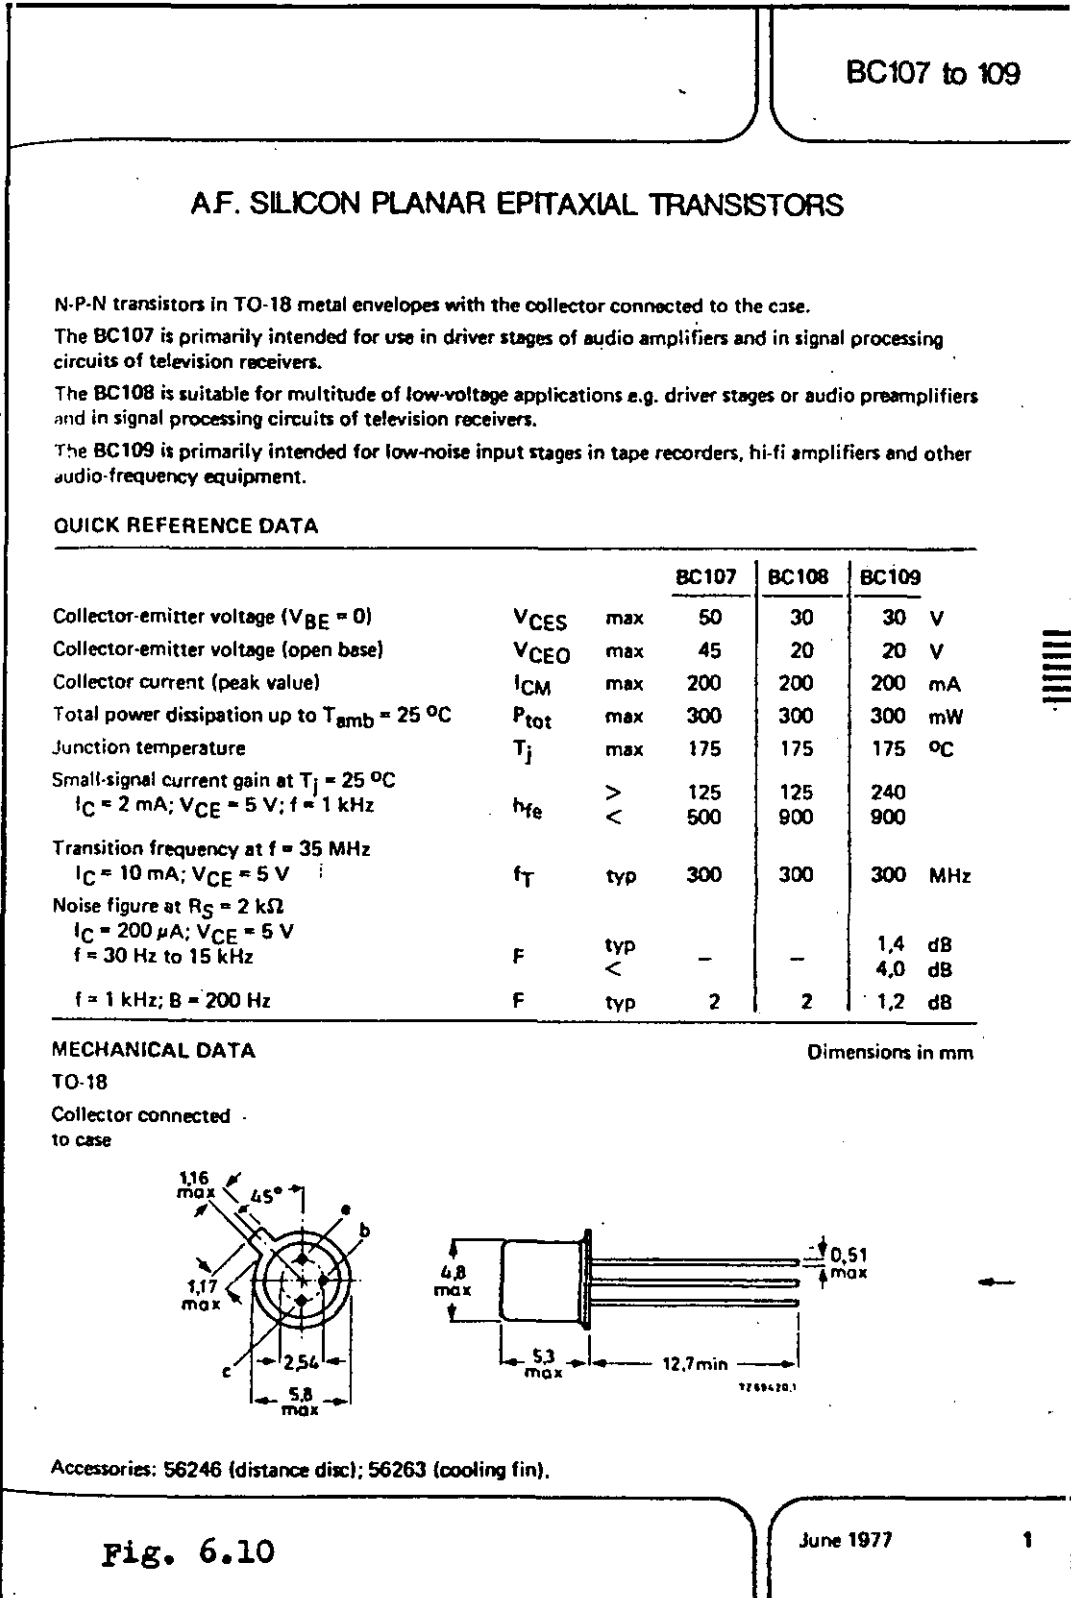 BC107 to 109
A.F. SILICON PLANAR EPITAXIAL TRANSISTORS
N-P-N transistors in TO-18 metal envelopes with the collector connected to the case.
The BC107 is primarily intended for use in driver stages of audio amplifiers and in signal processing
circuits of television receivers.
The BC108 is suitable for multitude of low-voltage applications e.g. driver stages or audio preamplifiers
and in signal processing circuits of television receivers.
The BC109 is primarily intended for low-noise input stages in tape recorders, hi-fi amplifiers and other
audio-frequency equipment.
QUICK REFERENCE DATA
BC107 BC108 BC109
Collector-emitter voltage (VBE = 0) VCES max 50 30 30 V
Collector-emitter voltage (open base) VCEO max 45 20 20 V
Collector current (peak value) ICM max 200 200 200 mA
Total power dissipation up to Tamb = 25 °C Ptot max 300 300 300 mW
Junction temperature Tj max 175 175 175 °C
Small-signal current gain at Tj = 25 °C
IC = 2 mA; VCE = 5 V; f = 1 kHz hfe > 125 125 240
< 500 900 900
Transition frequency at f = 35 MHz
IC = 10 mA; VCE = 5 V fT typ 300 300 300 MHz
Noise figure at RS = 2 kΩ
IC = 200 μA; VCE = 5 V
f = 30 Hz to 15 kHz F typ – – 1,4 dB
< 4,0 dB
f = 1 kHz; B = 200 Hz F typ 2 2 1,2 dB
MECHANICAL DATA Dimensions in mm
TO-18
Collector connected
to case
1,16
max
45°
e
b
1,17
max
c
2,54
5,8
max
4,8
max
0,51
max
5,3
max
12,7min
7Z69420.1
Accessories: 56246 (distance disc); 56263 (cooling fin).
Fig. 6.10
June 1977 1